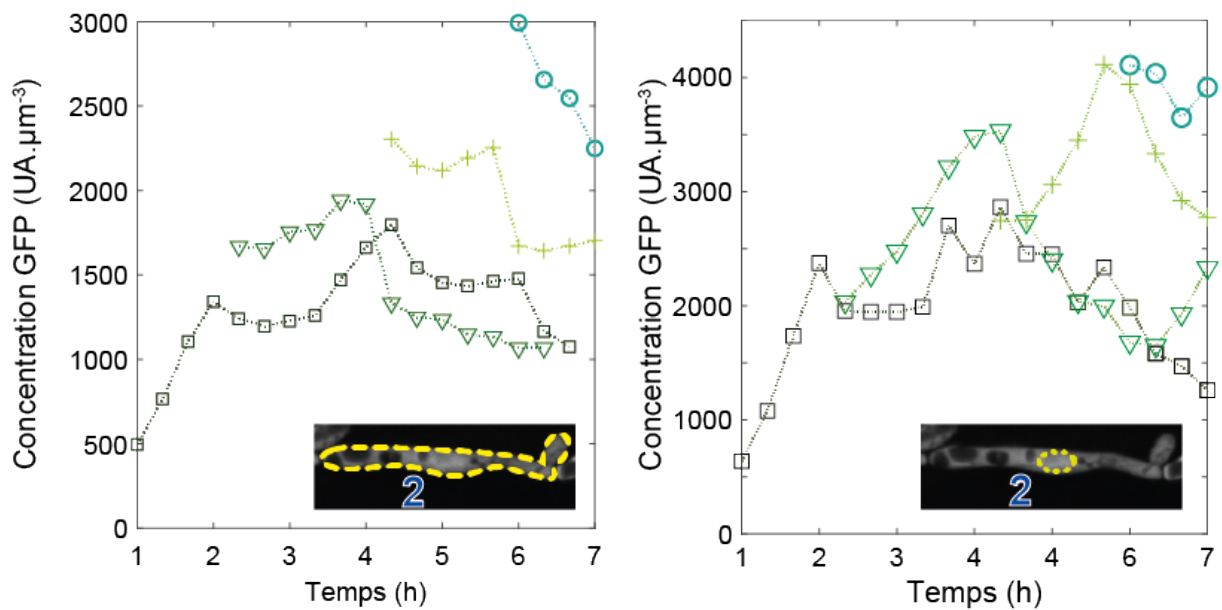 Concentration GFP (UA.µm⁻³)
3000
2500
2000
1500
1000
500
0
2
1 2 3 4 5 6 7
Temps (h)
Concentration GFP (UA.µm⁻³)
4000
3000
2000
1000
0
2
1 2 3 4 4 6 7
Temps (h)